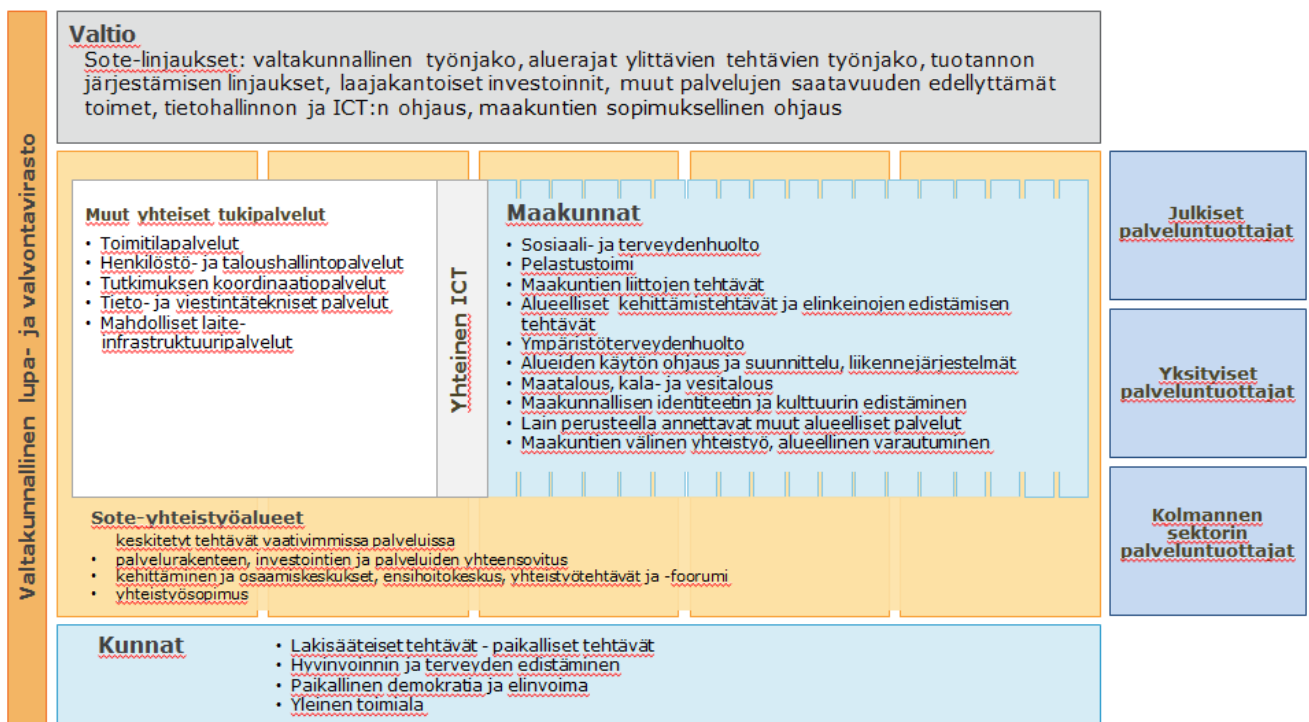 Valtakunnallinen lupa- ja valvontavirasto
Valtio
Sote-linjaukset: valtakunnallinen työnjako, aluerajat ylittävien tehtävien työnjako, tuotannon
järjestämisen linjaukset, laajakantoiset investoinnit, muut palvelujen saatavuuden edellyttämät
toimet, tietohallinnon ja ICT:n ohjaus, maakuntien sopimuksellinen ohjaus
Muut yhteiset tukipalvelut
• Toimitilapalvelut
• Henkilöstö- ja taloushallintopalvelut
• Tutkimuksen koordinaatiopalvelut
• Tieto- ja viestintätekniset palvelut
• Mahdolliset laite-
infrastruktuuripalvelut
Yhteinen ICT
Maakunnat
• Sosiaali- ja terveydenhuolto
• Pelastustoimi
• Maakuntien liittojen tehtävät
• Alueelliset kehittämistehtävät ja elinkeinojen edistämisen
tehtävät
• Ympäristöterveydenhuolto
• Alueiden käytön ohjaus ja suunnittelu, liikennejärjestelmät
• Maatalous, kala- ja vesitalous
• Maakunnallisen identiteetin ja kulttuurin edistäminen
• Lain perusteella annettavat muut alueelliset palvelut
• Maakuntien välinen yhteistyö, alueellinen varautuminen
Sote-yhteistyöalueet
keskitetyt tehtävät vaativimmissa palveluissa
• palvelurakenteen, investointien ja palveluiden yhteensovitus
• kehittäminen ja osaamiskeskukset, ensihoitokeskus, yhteistyötehtävät ja -foorumi
• yhteistyösopimus
Kunnat
• Lakisääteiset tehtävät - paikalliset tehtävät
• Hyvinvoinnin ja terveyden edistäminen
• Paikallinen demokratia ja elinvoima
• Yleinen toimiala
Julkiset
palveluntuottajat
Yksityiset
palveluntuottajat
Kolmannen
sektorin
palveluntuottajat